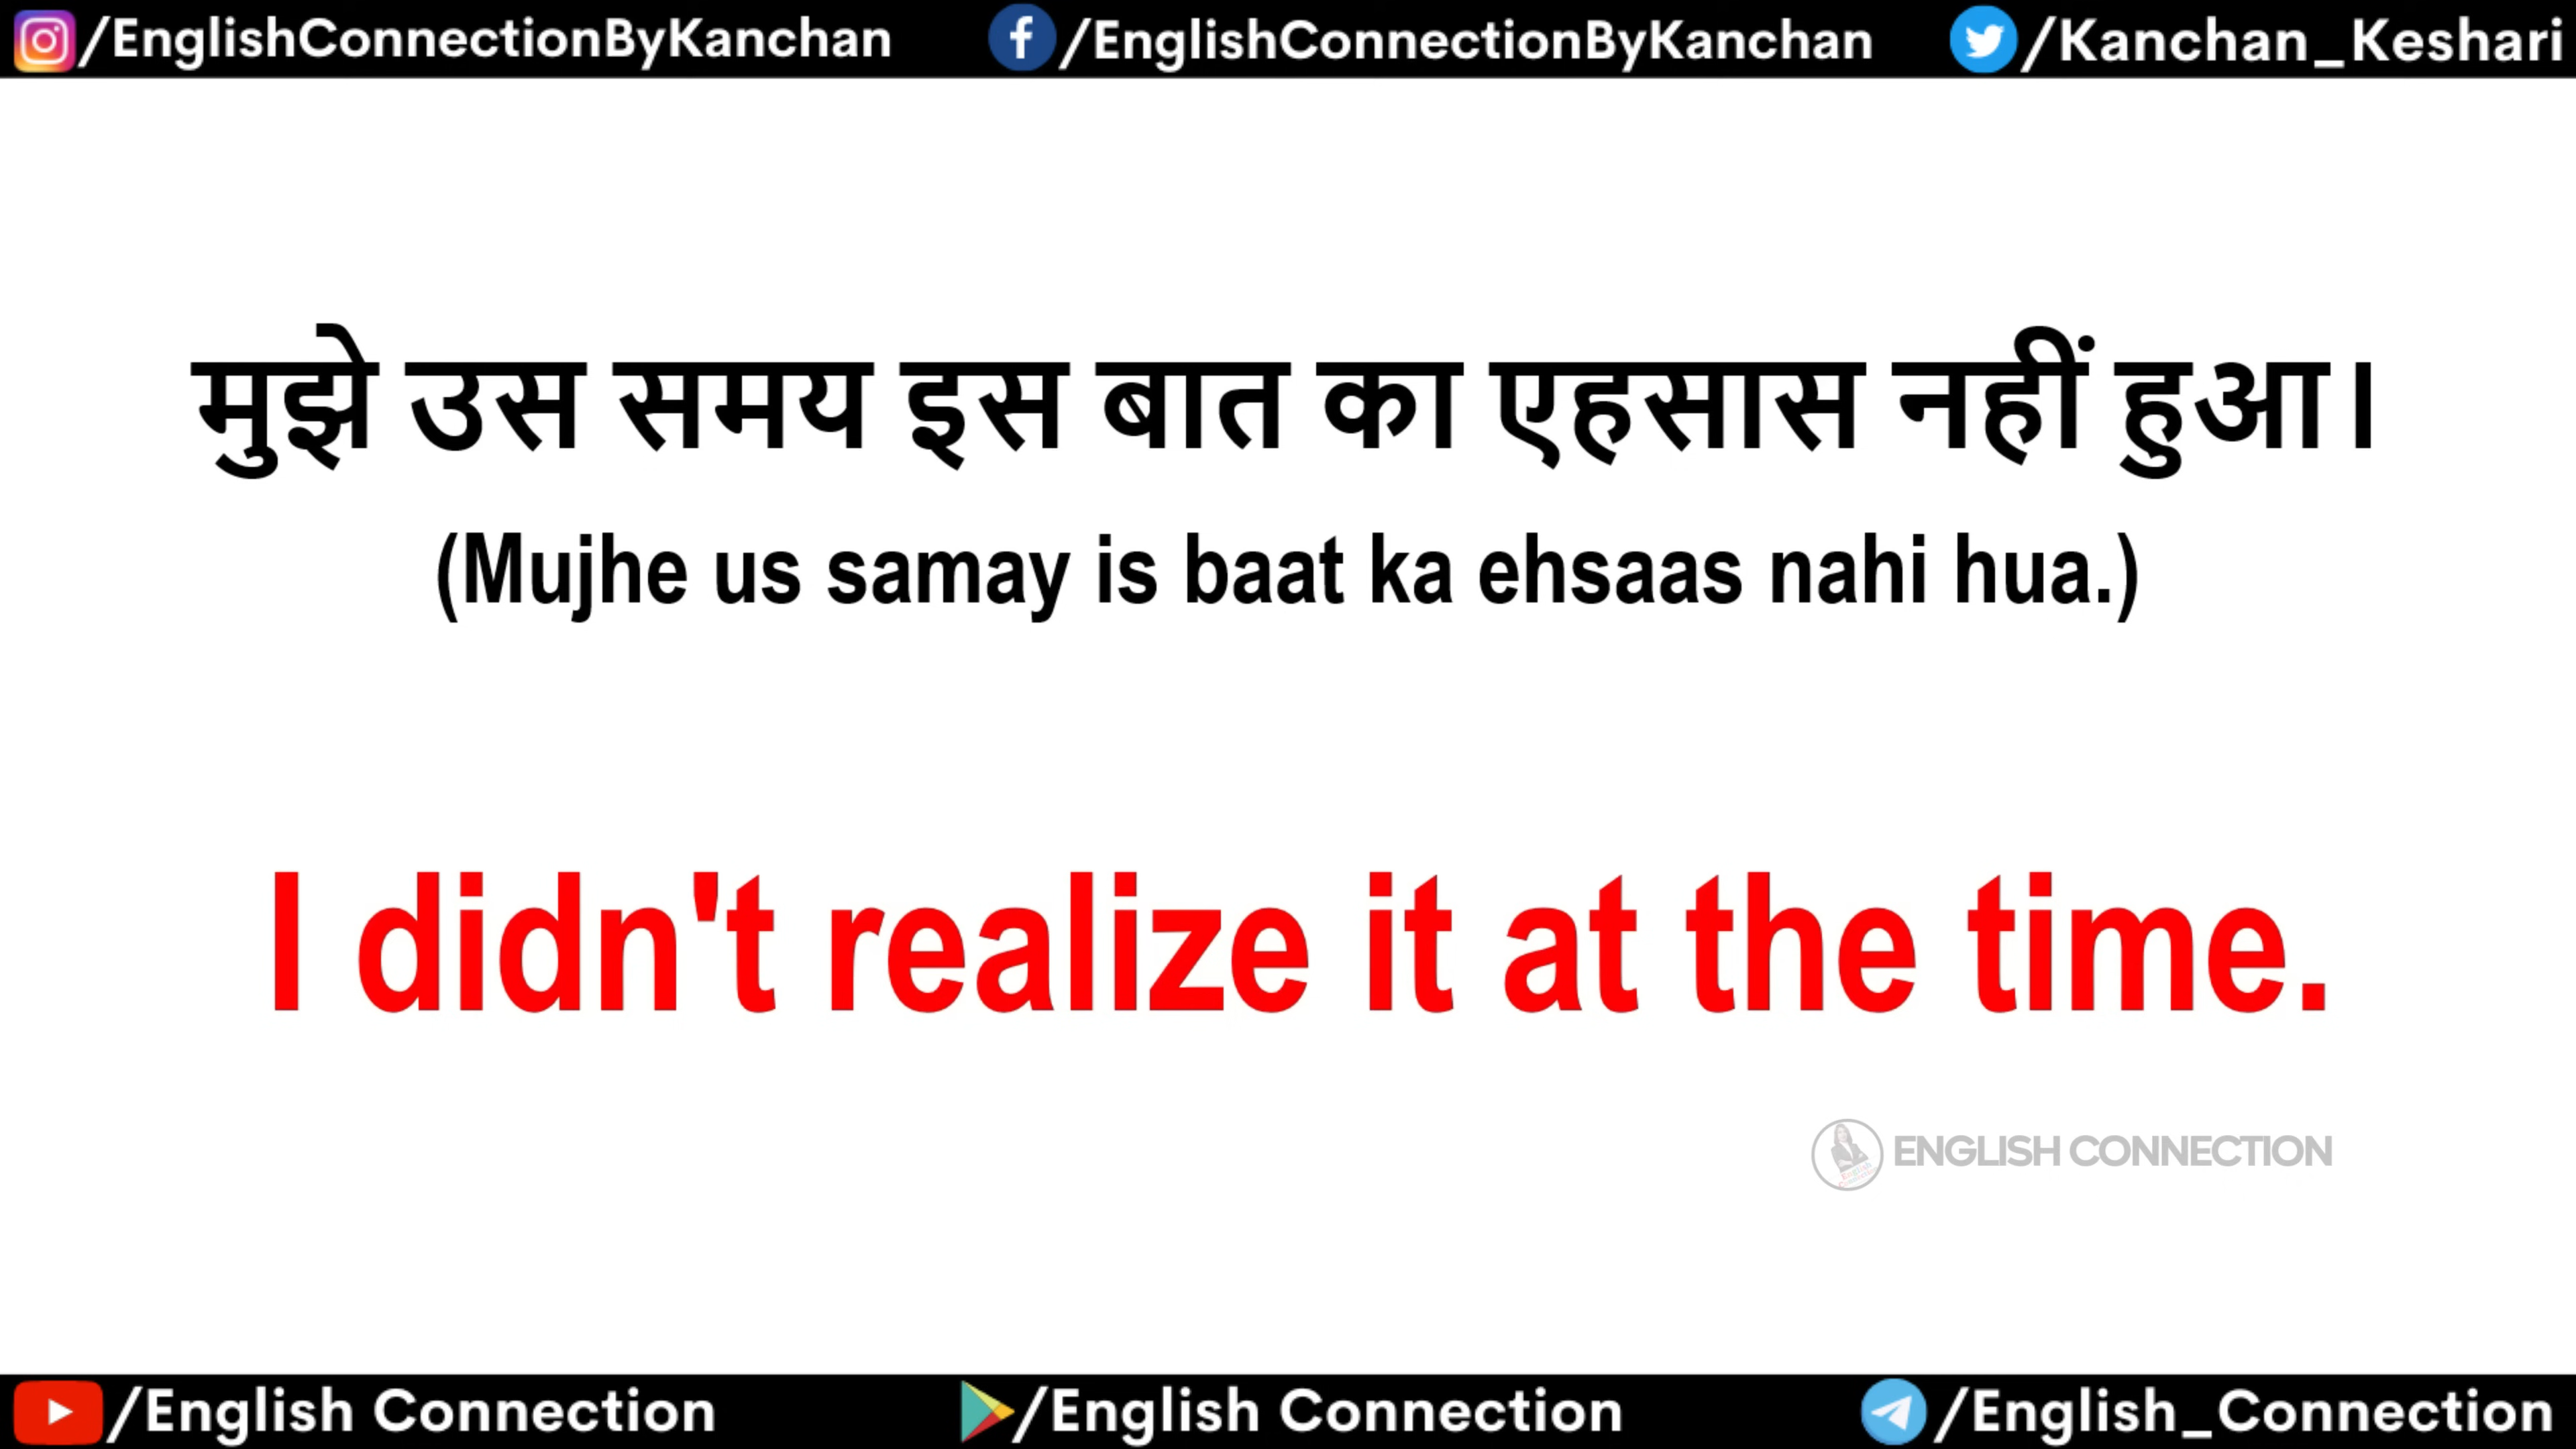 /EnglishConnectionByKanchan /EnglishConnectionByKanchan /Kanchan_Keshari
मुझे उस समय इस बात का एहसास नहीं हुआ।
(Mujhe us samay is baat ka ehsaas nahi hua.)
I didn't realize it at the time.
ENGLISH CONNECTION
/English Connection /English Connection /English_Connection